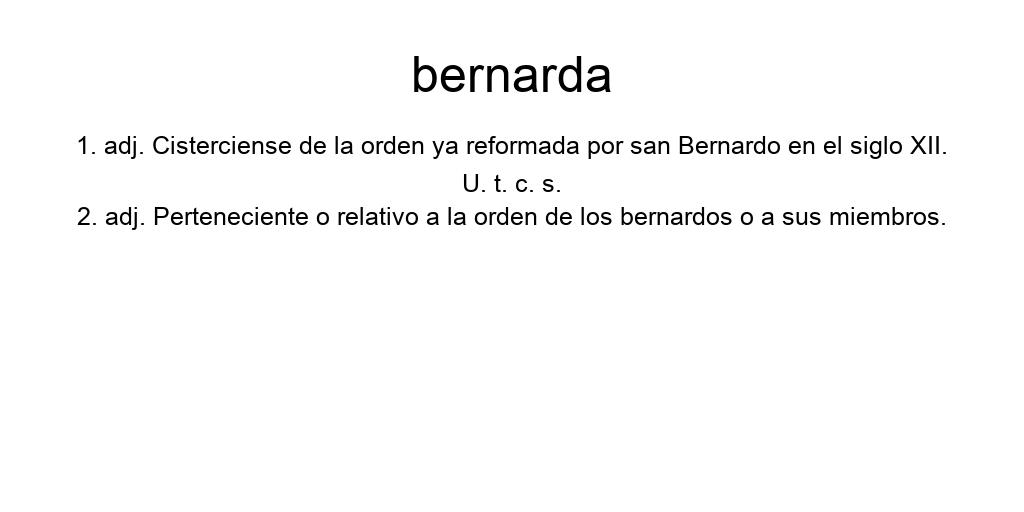 bernarda
1. adj. Cisterciense de la orden ya reformada por san Bernardo en el siglo XII.
U. t. c. s.
2. adj. Perteneciente o relativo a la orden de los bernardos o a sus miembros.